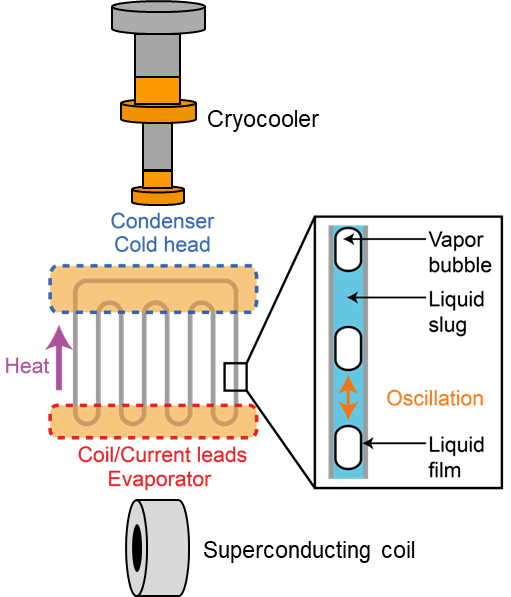 Cryocooler
Condenser
Cold head
Vapor
bubble
Liquid
slug
Heat
Oscillation
Liquid
film
Coil/Current leads
Evaporator
Superconducting coil